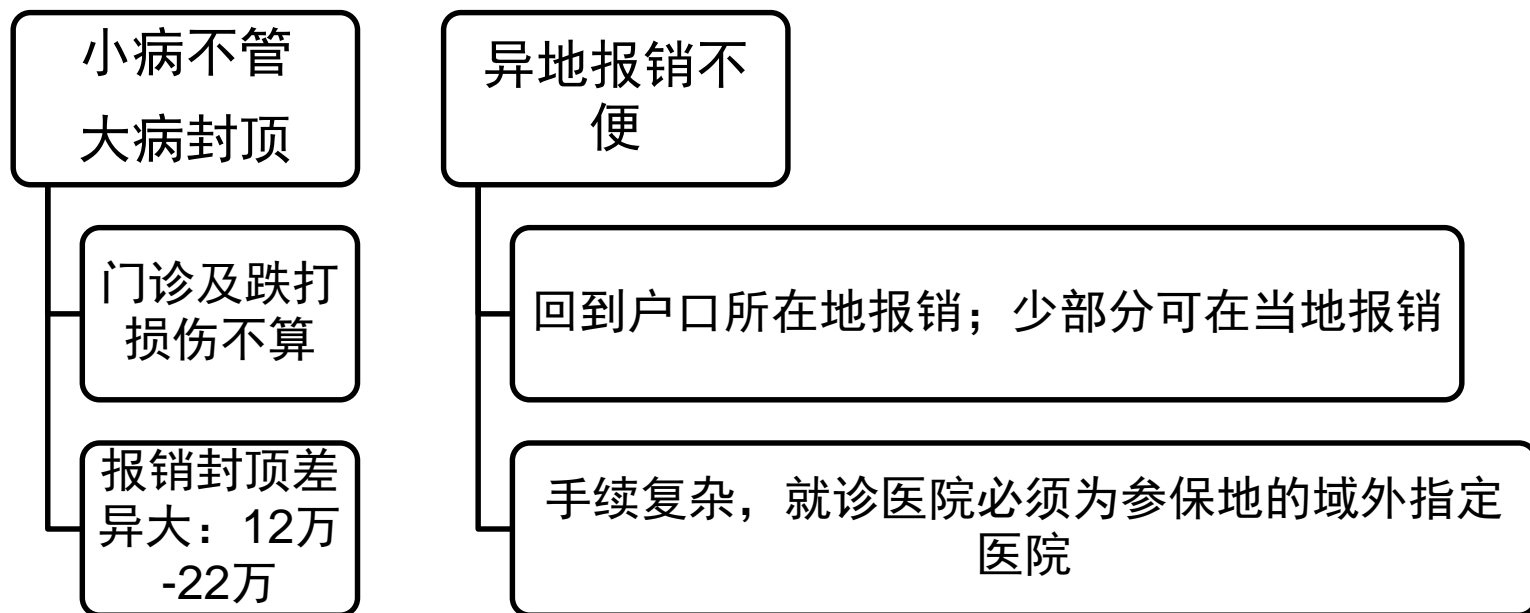 小病不管
大病封顶
门诊及跌打
损伤不算
报销封顶差
异大：12万
-22万
异地报销不
便
回到户口所在地报销；少部分可在当地报销
手续复杂，就诊医院必须为参保地的域外指定
医院